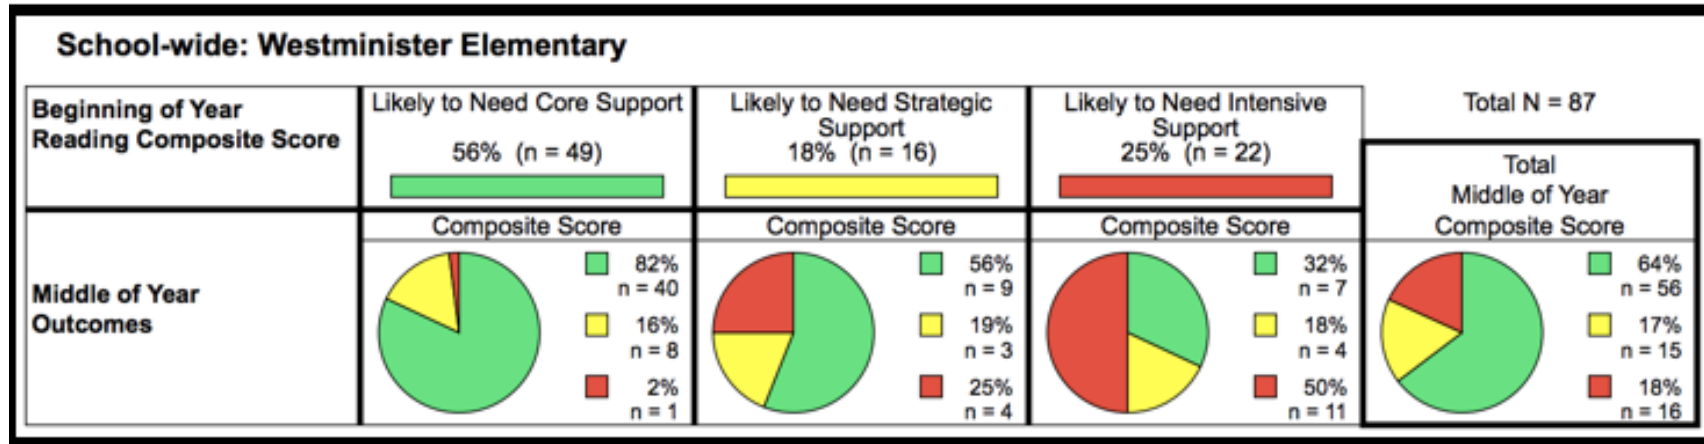 School-wide: Westminister Elementary
Beginning of Year
Reading Composite Score
Likely to Need Core Support
56% (n = 49)
Likely to Need Strategic
Support
18% (n = 16)
Likely to Need Intensive
Support
25% (n = 22)
Total N = 87
Total
Middle of Year
Composite Score
Middle of Year
Outcomes
Composite Score
82%
n = 40
16%
n = 8
2%
n = 1
Composite Score
56%
n = 9
19%
n = 3
25%
n = 4
Composite Score
32%
n = 7
18%
n = 4
50%
n = 11
64%
n = 56
17%
n = 15
18%
n = 16